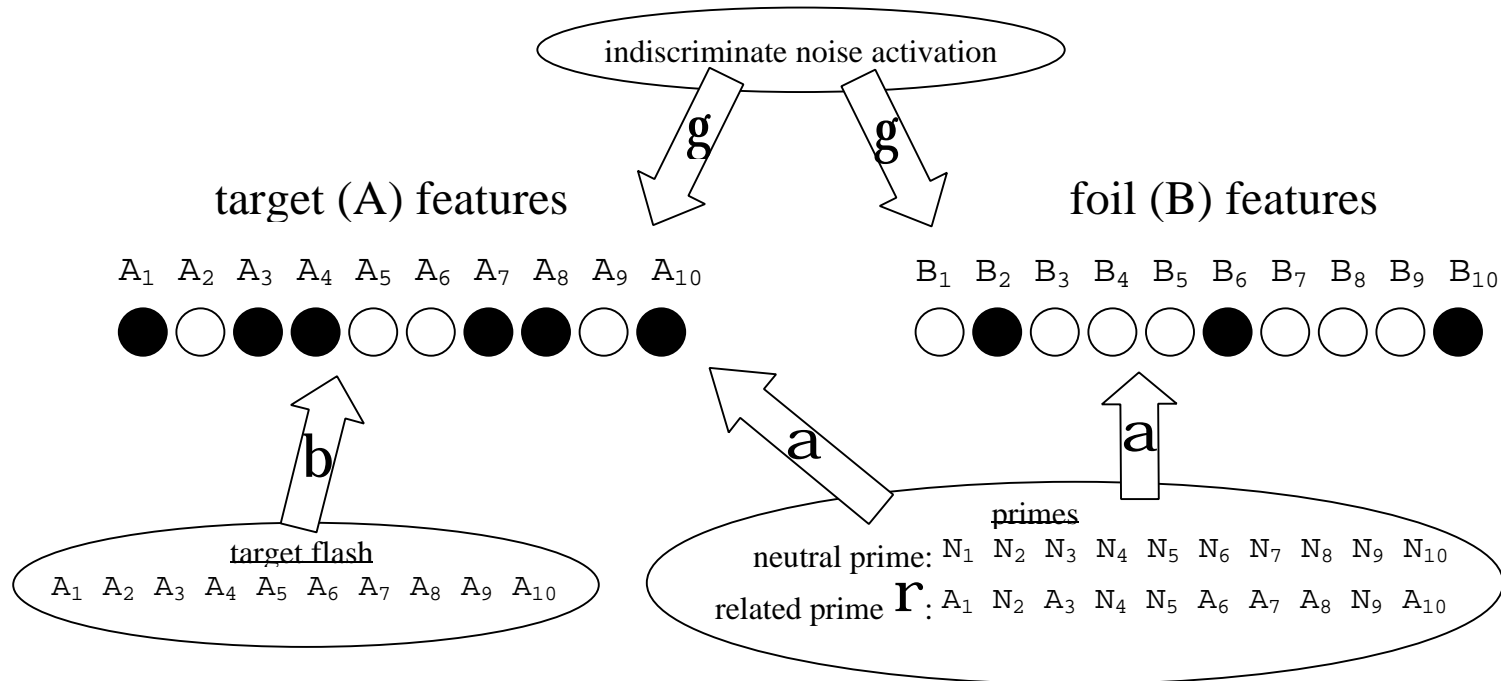 indiscriminate noise activation
g g
target (A) features foil (B) features
A1 A2 A3 A4 A5 A6 A7 A8 A9 A10 B1 B2 B3 B4 B5 B6 B7 B8 B9 B10
b a a
target flash
A1 A2 A3 A4 A5 A6 A7 A8 A9 A10
primes
neutral prime: N1 N2 N3 N4 N5 N6 N7 N8 N9 N10
related prime r: A1 N2 A3 N4 N5 A6 A7 A8 N9 A10